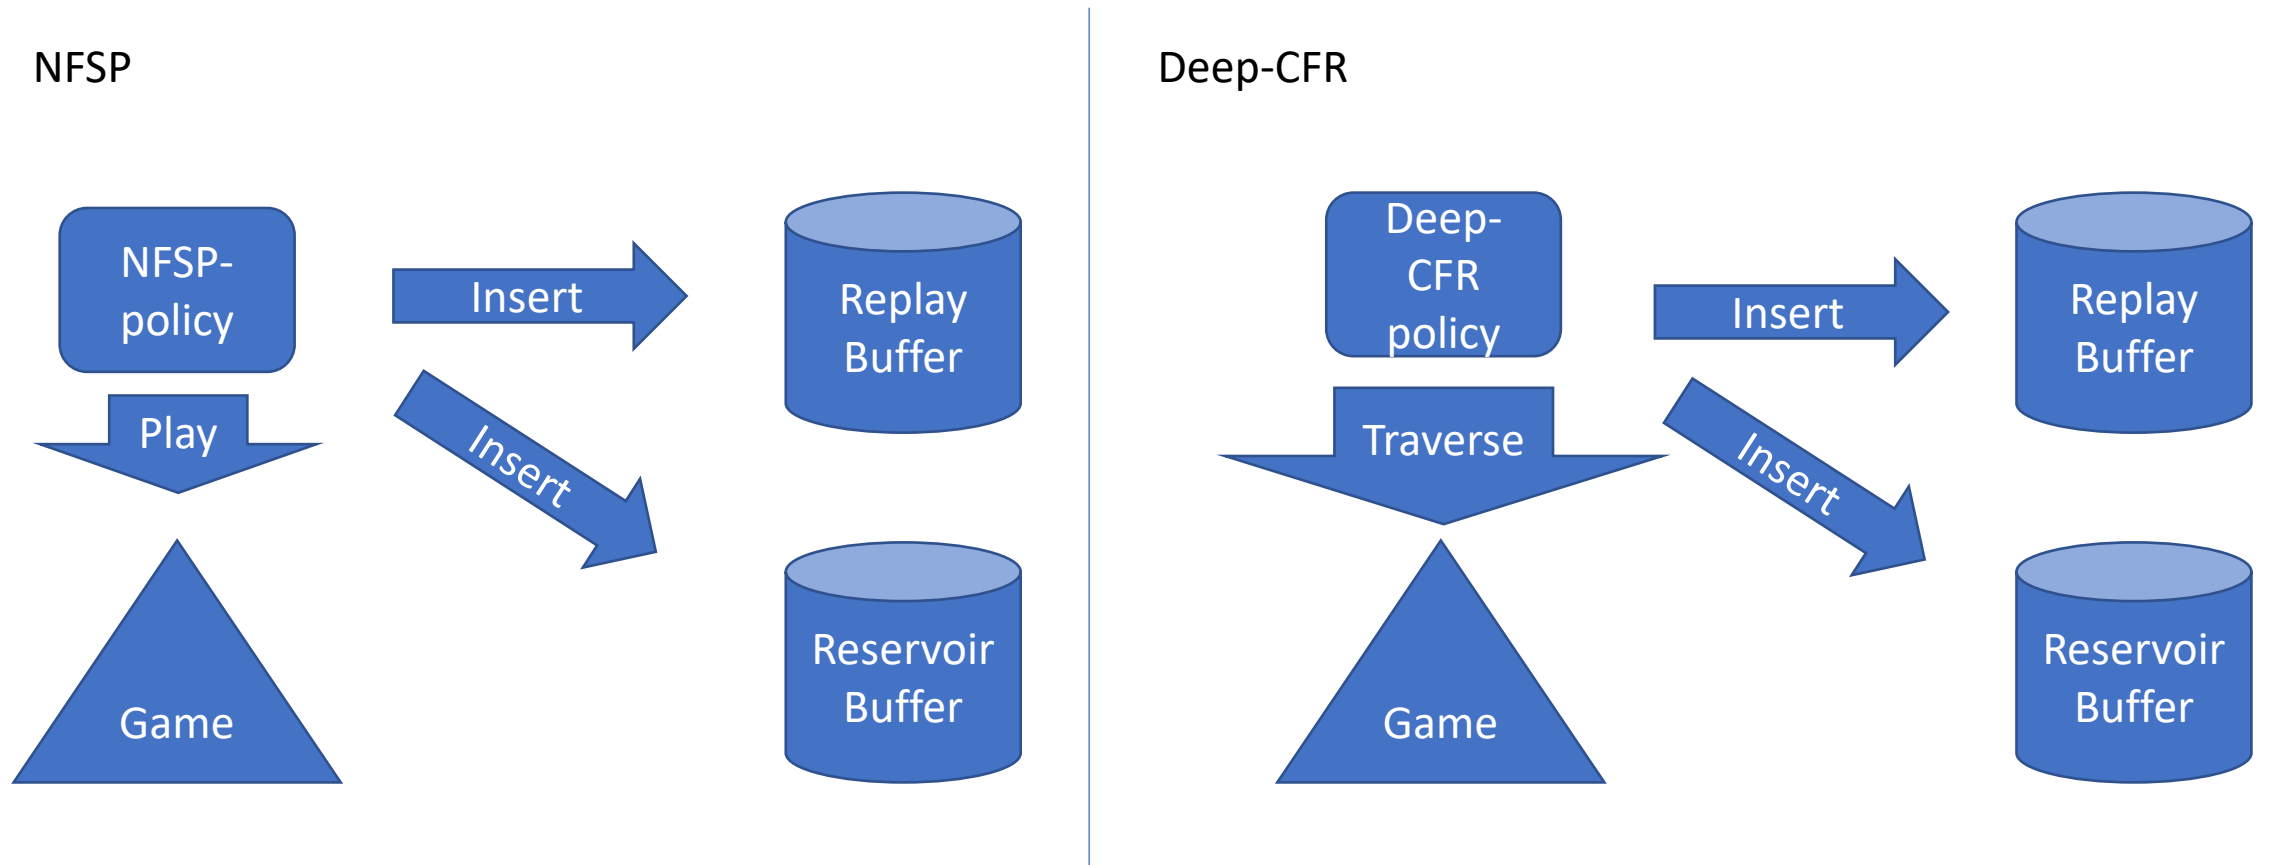 NFSP
NFSP-
policy
Insert
Replay
Buffer
Play
Insert
Game
Reservoir
Buffer
Deep-CFR
Deep-
CFR
policy
Insert
Replay
Buffer
Traverse
Insert
Game
Reservoir
Buffer